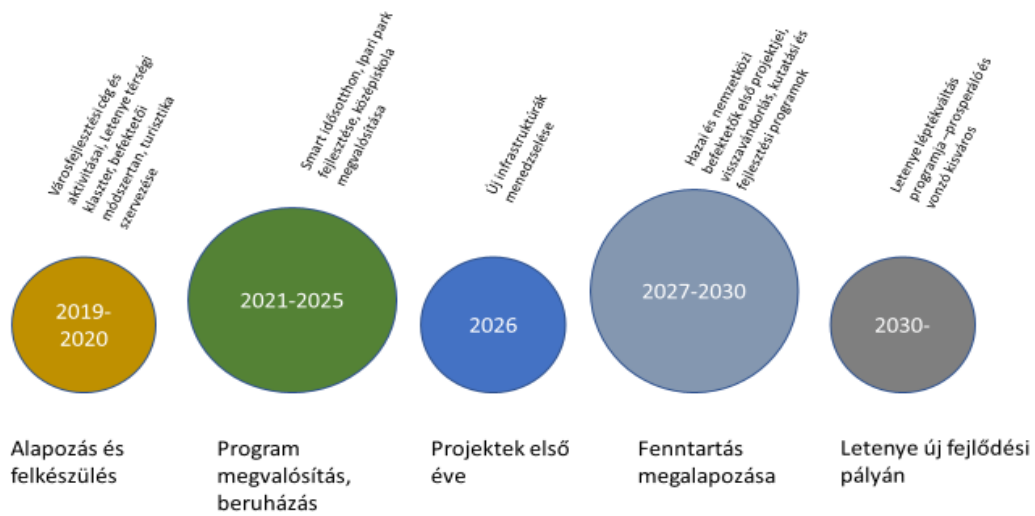 Városfejlesztési cég és
aktivitásai, Letenye térségi
klaszter, befektetői
módszertan, turisztika
szervezése
Smart idősotthon, Ipari park
fejlesztése, középiskola
megvalósítása
Új infrastruktúrák
menedzselése
Hazai és nemzetközi
befektetők első projektjei,
visszavándorlás, kutatási és
fejlesztési programok
Letenye léptékváltás
programja –prosperáló és
vonzó kisváros
2019-
2020
2021-2025
2026
2027-2030
2030-
Alapozás és
felkészülés
Program
megvalósítás,
beruházás
Projektek első
éve
Fenntartás
megalapozása
Letenye új fejlődési
pályán